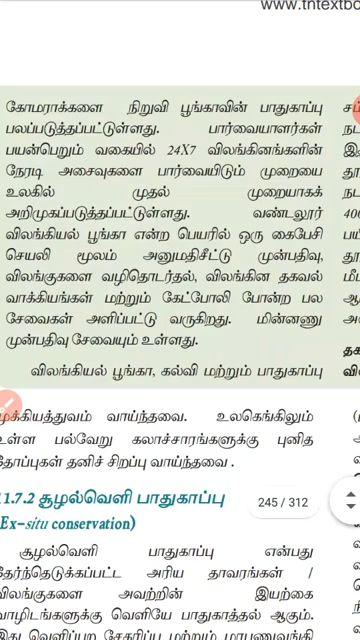 www.tntextbo
கேமராக்களை நிறுவி பூங்காவின் பாதுகாப்பு
பலப்படுத்தப்பட்டுள்ளது. பார்வையாளர்கள்
பயன்பெறும் வகையில் 24X7 விலங்கினங்களின்
நேரடி அசைவுகளை பார்வையிடும் முறையை
உலகில் முதல் முறையாகக்
அறிமுகப்படுத்தப்பட்டுள்ளது. வண்டலூர்
விலங்கியல் பூங்கா என்ற பெயரில் ஒரு கைபேசி
செயலி மூலம் அனுமதிசீட்டு முன்பதிவு,
விலங்குகளை வழிதொடர்தல், விலங்கின தகவல்
வாக்கியங்கள் மற்றும் கேட்போலி போன்ற பல
சேவைகள் அளிப்பட்டு வருகிறது. மின்னணு
முன்பதிவு சேவையும் உள்ளது.
விலங்கியல் பூங்கா, கல்வி மற்றும் பாதுகாப்பு
முக்கியத்துவம் வாய்ந்தவை. உலகெங்கிலும்
உள்ள பல்வேறு கலாச்சாரங்களுக்கு புனித
தோப்புகள் தனிச் சிறப்பு வாய்ந்தவை .
11.7.2 சூழல்வெளி பாதுகாப்பு
Ex-situ conservation)
245 / 312
சூழல்வெளி பாதுகாப்பு என்பது
தேர்ந்தெடுக்கப்பட்ட அரிய தாவரங்கள் /
விலங்குகளை அவற்றின் இயற்கை
வாழிடங்களுக்கு வெளியே பாதுகாத்தல் ஆகும்.